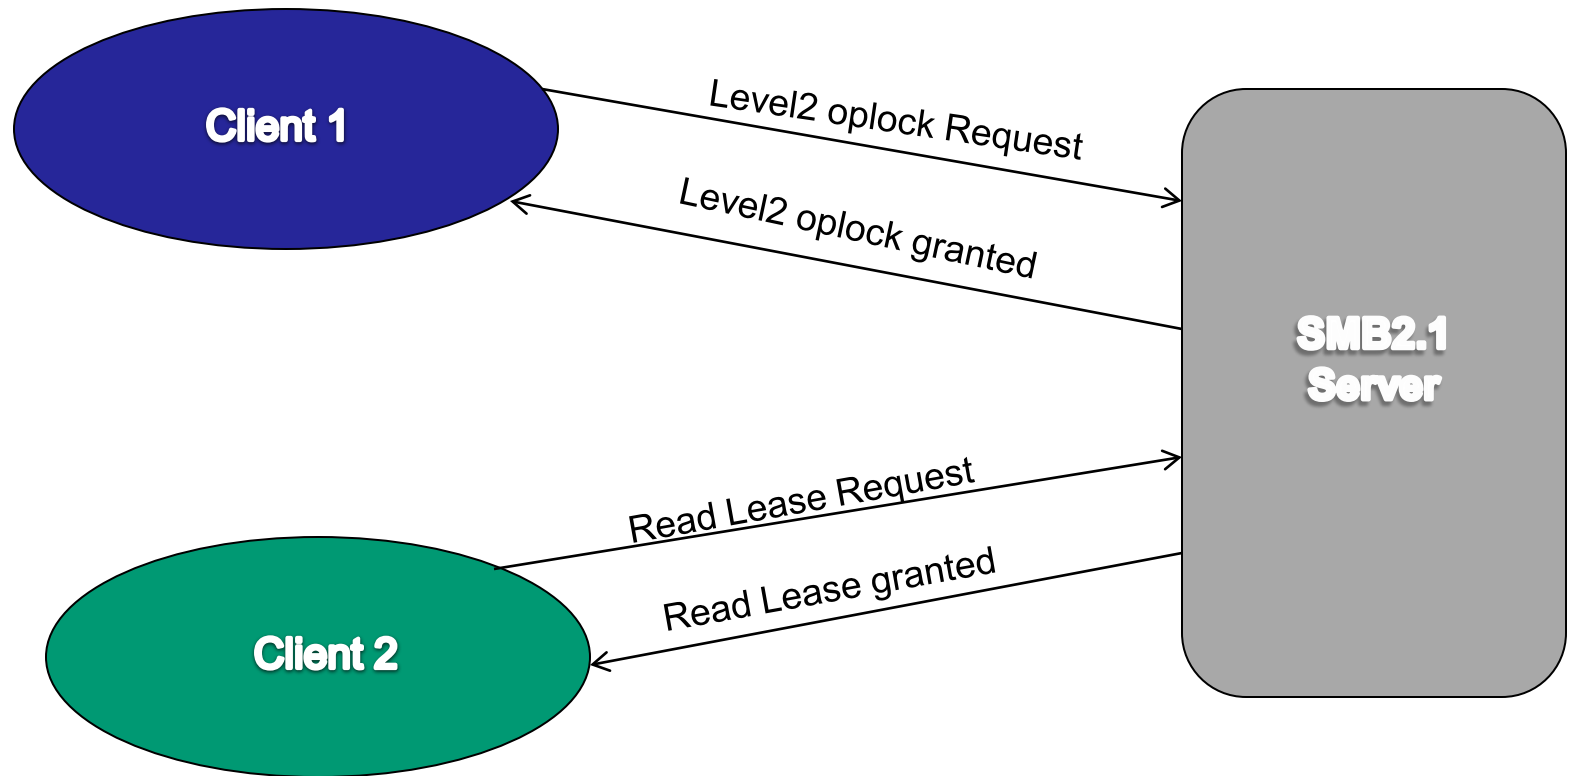 Client 1
Level2 oplock Request
Level2 oplock granted
SMB2.1
Server
Read Lease Request
Read Lease granted
Client 2